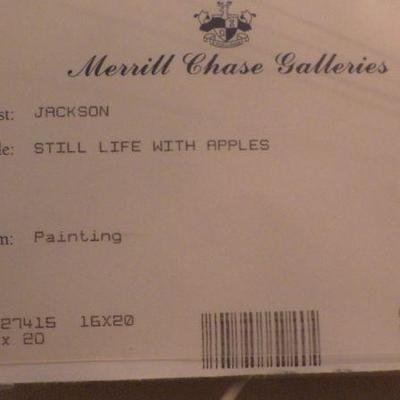 Merrill Chase Galleries
st: JACKSON
le: STILL LIFE WITH APPLES
m: Painting
27415 16X20
x 20